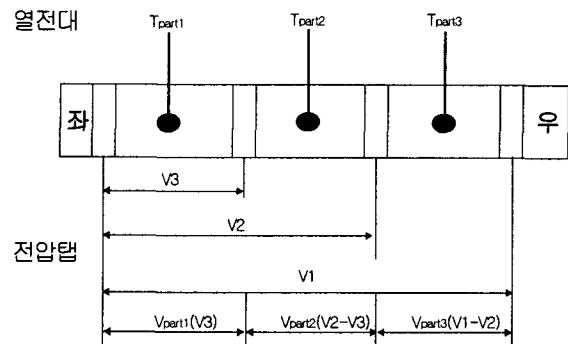 열전대 Tpart1 Tpart2 Tpart3
좌 우
V3
V2
전압탭
V1
Vpart1(V3) Vpart2(V2-V3) Vpart3(V1-V2)